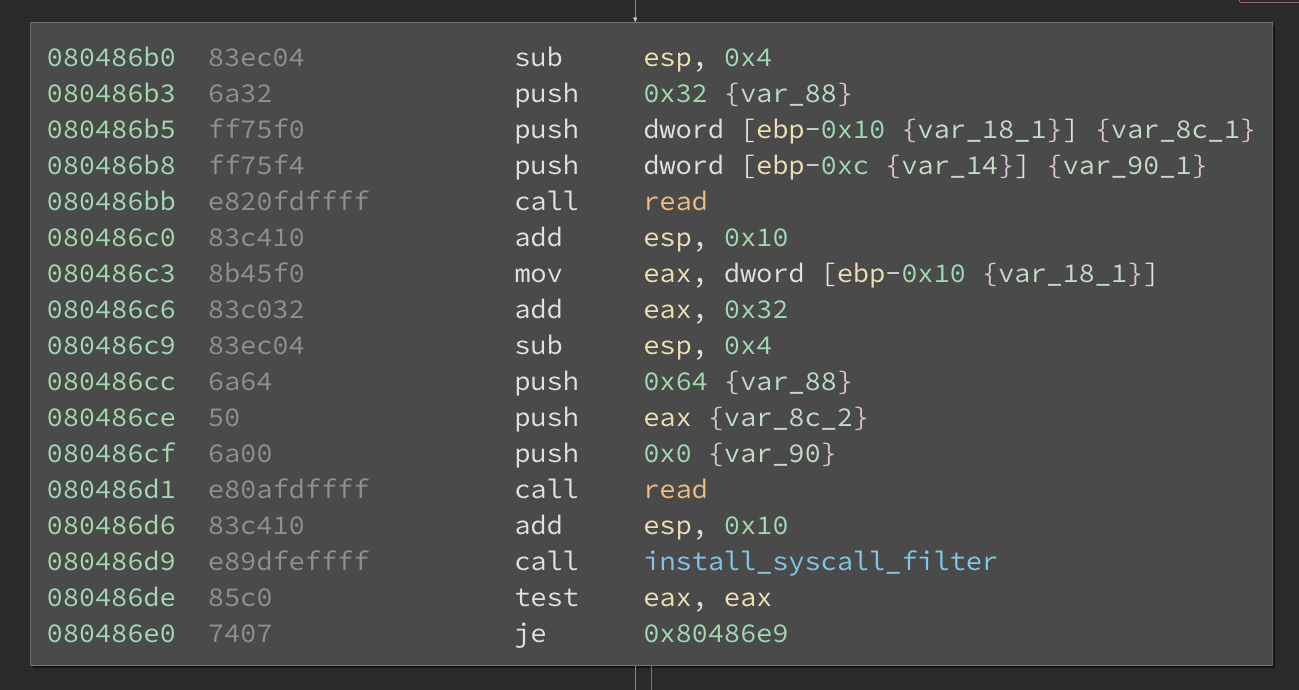 080486b0 83ec04 sub esp, 0x4
080486b3 6a32 push 0x32 {var_88}
080486b5 ff75f0 push dword [ebp-0x10 {var_18_1}] {var_8c_1}
080486b8 ff75f4 push dword [ebp-0xc {var_14}] {var_90_1}
080486bb e820fdffff call read
080486c0 83c410 add esp, 0x10
080486c3 8b45f0 mov eax, dword [ebp-0x10 {var_18_1}]
080486c6 83c032 add eax, 0x32
080486c9 83ec04 sub esp, 0x4
080486cc 6a64 push 0x64 {var_88}
080486ce 50 push eax {var_8c_2}
080486cf 6a00 push 0x0 {var_90}
080486d1 e80afdffff call read
080486d6 83c410 add esp, 0x10
080486d9 e89dfeffff call install_syscall_filter
080486de 85c0 test eax, eax
080486e0 7407 je 0x80486e9